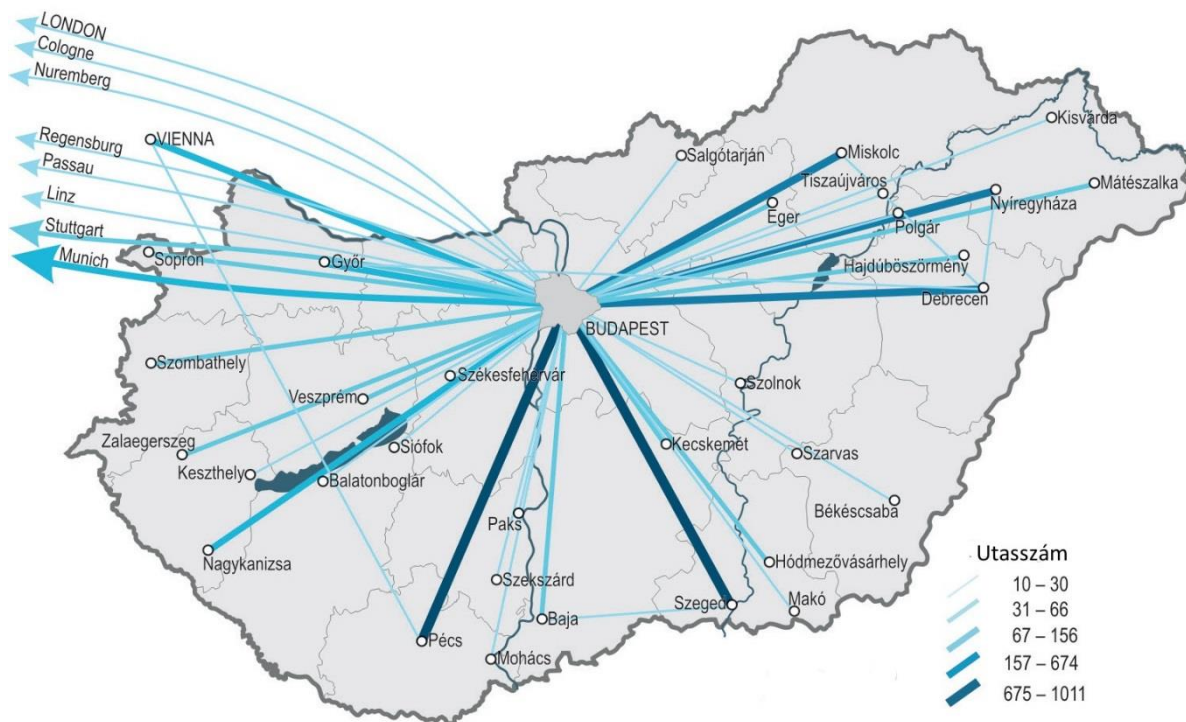 LONDON
Cologne
Nuremberg
Regensburg
VIENNA
Passau
Linz
Stuttgart
Munich
Sopron
Győr
Salgótarján
Miskolc
Kisvárda
Tiszaújváros
Eger
Mátészalka
Nyíregyháza
Polgár
Hajdúböszörmény
Debrecen
BUDAPEST
Szombathely
Veszprém
Székesfehérvár
Szolnok
Zalaegerszeg
Keszthely
Siófok
Balatonboglár
Kecskemét
Szarvas
Békéscsaba
Nagykanizsa
Paks
Szekszárd
Hódmezővásárhely
Makó
Szeged
Baja
Pécs
Mohács
Utasszám
10 – 30
31 – 66
67 – 156
157 – 674
675 – 1011